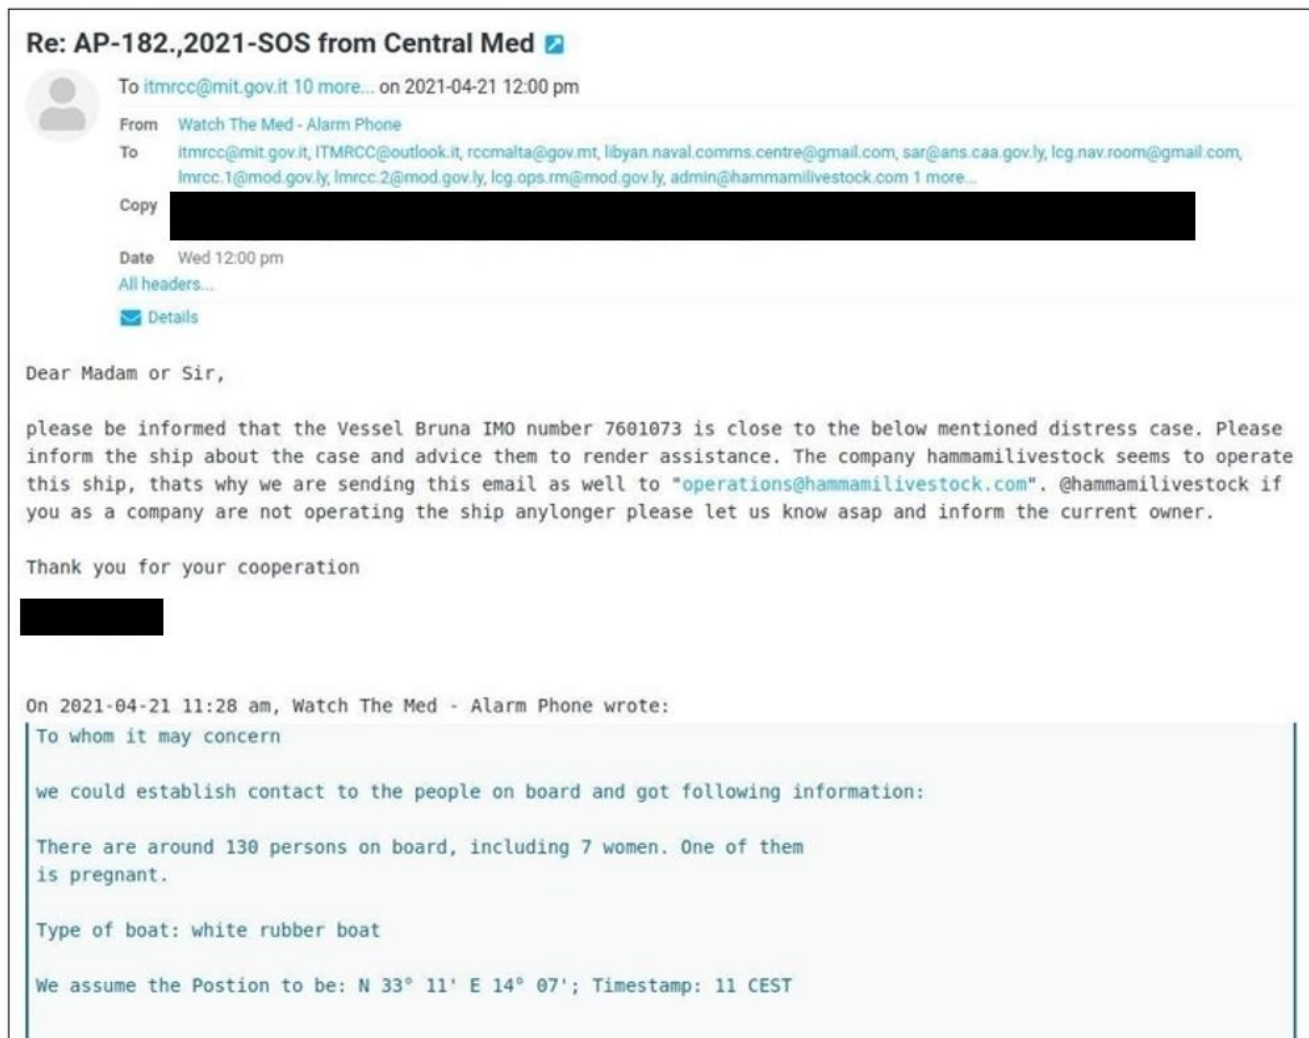 Re: AP-182.,2021-SOS from Central Med
To itmrcc@mit.gov.it 10 more... on 2021-04-21 12:00 pm
From Watch The Med - Alarm Phone
To itmrcc@mit.gov.it, ITMRCC@outlook.it, rccmalta@gov.mt, libyan.naval.comms.centre@gmail.com, sar@ans.caa.gov.ly, lcg.nav.room@gmail.com,
lmrcc.1@mod.gov.ly, lmrcc.2@mod.gov.ly, lcg.ops.rm@mod.gov.ly, admin@hammamilivestock.com 1 more...
Copy
Date Wed 12:00 pm
All headers...
Details
Dear Madam or Sir,
please be informed that the Vessel Bruna IMO number 7601073 is close to the below mentioned distress case. Please
inform the ship about the case and advice them to render assistance. The company hammamilivestock seems to operate
this ship, thats why we are sending this email as well to "operations@hammamilivestock.com". @hammamilivestock if
you as a company are not operating the ship anylonger please let us know asap and inform the current owner.
Thank you for your cooperation
On 2021-04-21 11:28 am, Watch The Med - Alarm Phone wrote:
To whom it may concern
we could establish contact to the people on board and got following information:
There are around 130 persons on board, including 7 women. One of them
is pregnant.
Type of boat: white rubber boat
We assume the Postion to be: N 33° 11' E 14° 07'; Timestamp: 11 CEST